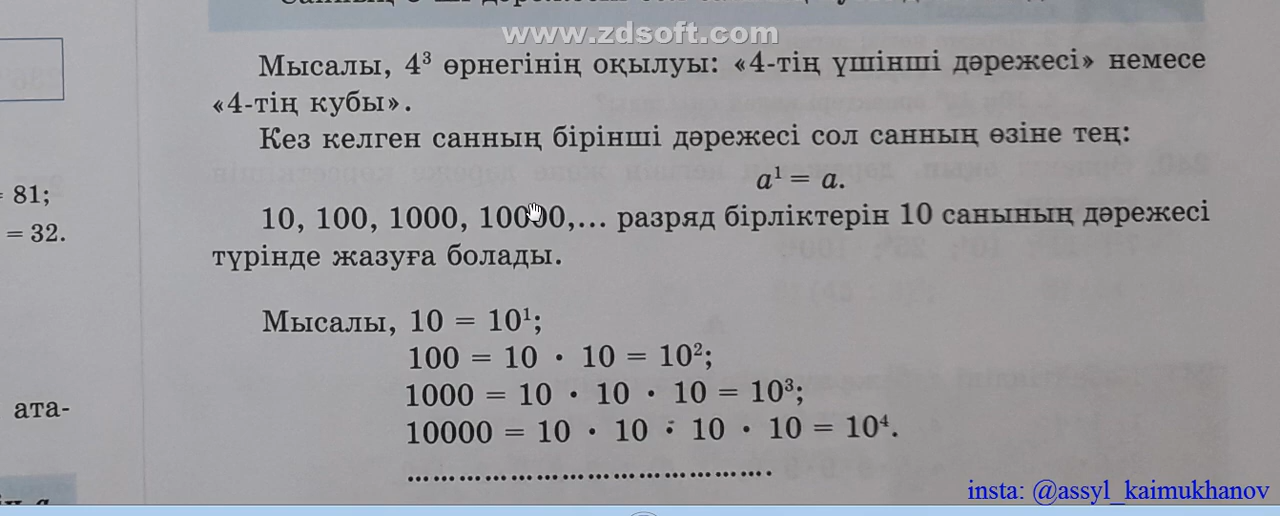 www.zdsoft.com
Мысалы, 4³ өрнегінің оқылуы: «4-тің үшінші дәрежесі» немесе
«4-тің кубы».
Кез келген санның бірінші дәрежесі сол санның өзіне тең:
a¹ = a.
= 81;
10, 100, 1000, 10000,... разряд бірліктерін 10 санының дәрежесі
= 32.
түрінде жазуға болады.
Мысалы, 10 = 10¹;
100 = 10 · 10 = 10²;
1000 = 10 · 10 · 10 = 10³;
ата-
10000 = 10 · 10 · 10 · 10 = 10⁴.
................................................
insta: @assyl_kaimukhanov